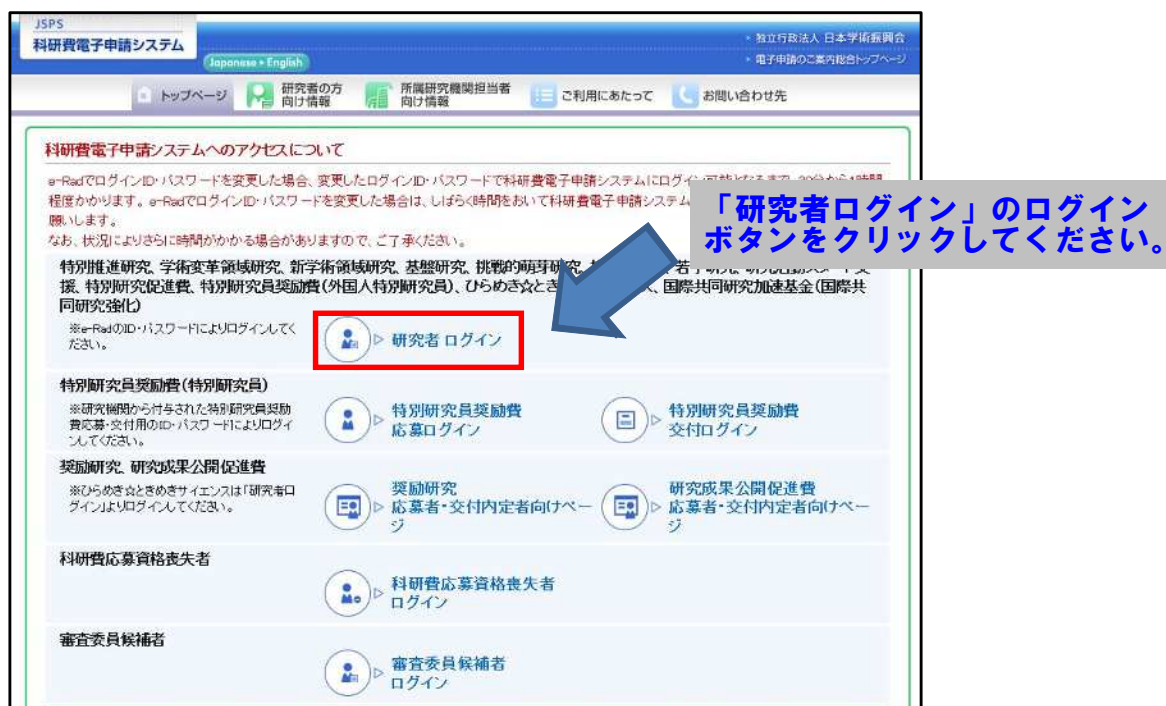 JSPS
科研費電子申請システム
Japanese ▸ English
独立行政法人 日本学術振興会
電子申請のご案内総合トップページ
トップページ
研究者の方
向け情報
所属研究機関担当者
向け情報
ご利用にあたって
お問い合わせ先
科研費電子申請システムへのアクセスについて
e-RadでログインID・パスワードを変更した場合、変更したログインID・パスワードで科研費電子申請システムにログイン
程度かかります。e-RadでログインID・パスワードを変更した場合は、しばらく時間をおいて科研費電子申請システム
願いします。
なお、状況によりさらに時間がかかる場合がありますので、ご了承ください。
「研究者ログイン」のログイン
ボタンをクリックしてください。
特別推進研究、学術変革領域研究、新学術領域研究、基盤研究、挑戦的萌芽研究、
援、特別研究促進費、特別研究員奨励費(外国人特別研究員)、ひらめき☆とき 、国際共同研究加速基金(国際共
同研究強化)
※e-RadのID・パスワードによりログインしてく
ださい。
研究者 ログイン
特別研究員奨励費(特別研究員)
※研究機関から付与された特別研究員奨励
費応募・交付用のID・パスワードによりログイ
ンしてください。
特別研究員奨励費
応募ログイン
特別研究員奨励費
交付ログイン
奨励研究、研究成果公開促進費
※ひらめき☆ときめきサイエンスは「研究者ロ
グイン」よりログインしてください。
奨励研究
応募者・交付内定者向けペー
ジ
研究成果公開促進費
応募者・交付内定者向けペー
ジ
科研費応募資格喪失者
科研費応募資格喪失者
ログイン
審査委員候補者
審査委員候補者
ログイン